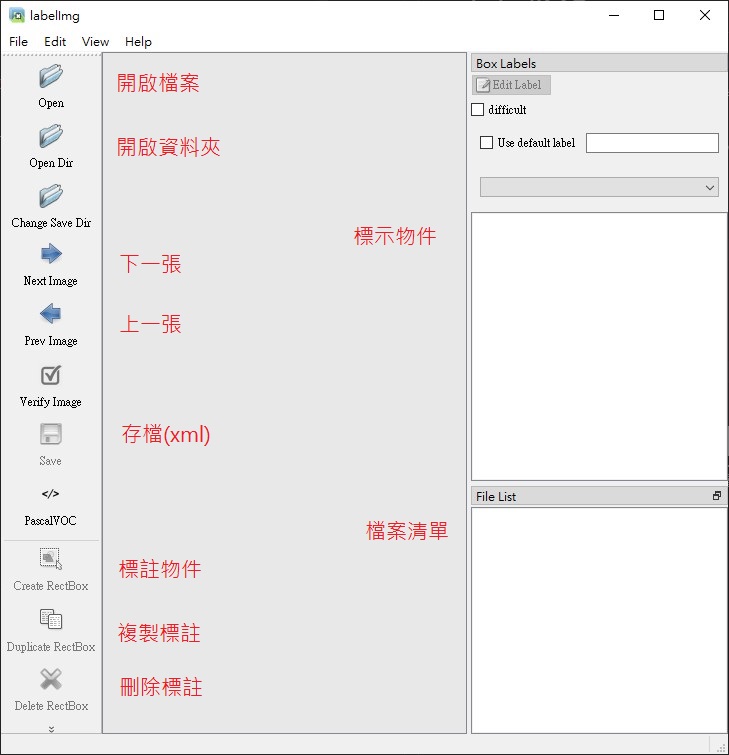 labelImg
File Edit View Help
Open
開啟檔案
Open Dir
開啟資料夾
Change Save Dir
Next Image
下一張
Prev Image
上一張
Verify Image
Save
存檔(xml)
</>
PascalVOC
Create RectBox
標註物件
Duplicate RectBox
複製標註
Delete RectBox
刪除標註
標示物件
檔案清單
Box Labels
Edit Label
difficult
Use default label
File List